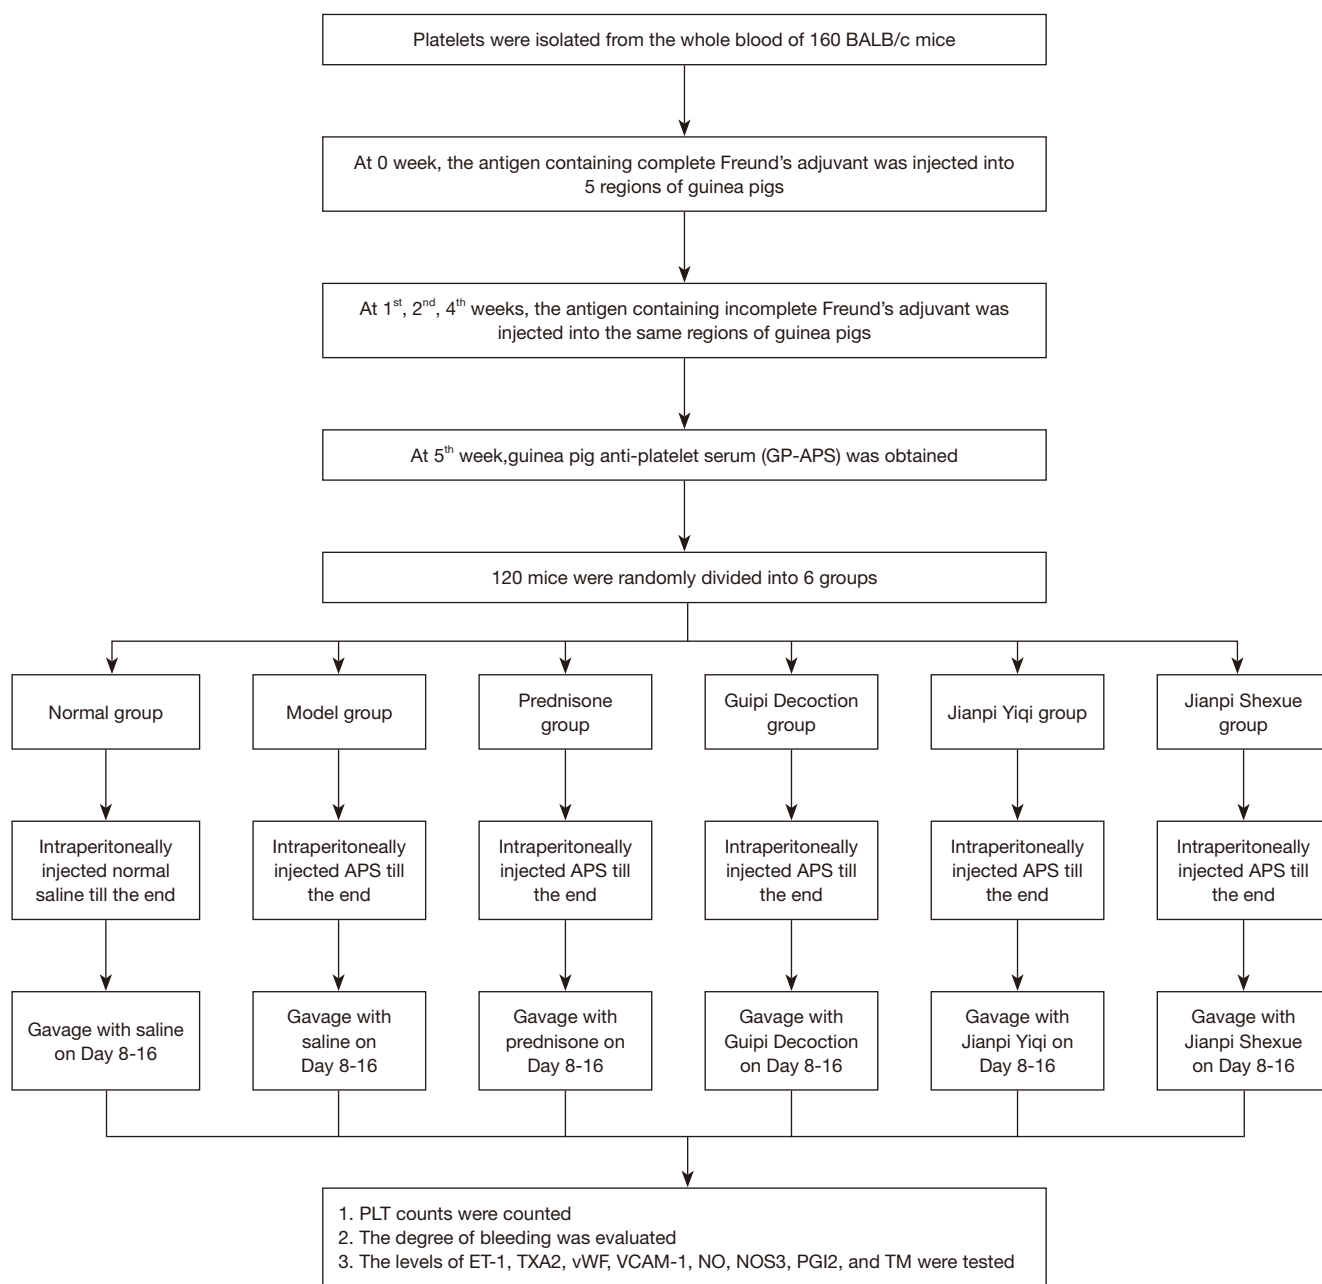 Platelets were isolated from the whole blood of 160 BALB/c mice
At 0 week, the antigen containing complete Freund's adjuvant was injected into
5 regions of guinea pigs
At 1st, 2nd, 4th weeks, the antigen containing incomplete Freund's adjuvant was
injected into the same regions of guinea pigs
At 5th week,guinea pig anti-platelet serum (GP-APS) was obtained
120 mice were randomly divided into 6 groups
Normal group
Model group
Prednisone
group
Guipi Decoction
group
Jianpi Yiqi group
Jianpi Shexue
group
Intraperitoneally
injected normal
saline till the end
Intraperitoneally
injected APS till
the end
Intraperitoneally
injected APS till
the end
Intraperitoneally
injected APS till
the end
Intraperitoneally
injected APS till
the end
Intraperitoneally
injected APS till
the end
Gavage with saline
on Day 8-16
Gavage with
saline on
Day 8-16
Gavage with
prednisone on
Day 8-16
Gavage with
Guipi Decoction
on Day 8-16
Gavage with
Jianpi Yiqi on
Day 8-16
Gavage with
Jianpi Shexue
on Day 8-16
1. PLT counts were counted
2. The degree of bleeding was evaluated
3. The levels of ET-1, TXA2, vWF, VCAM-1, NO, NOS3, PGI2, and TM were tested